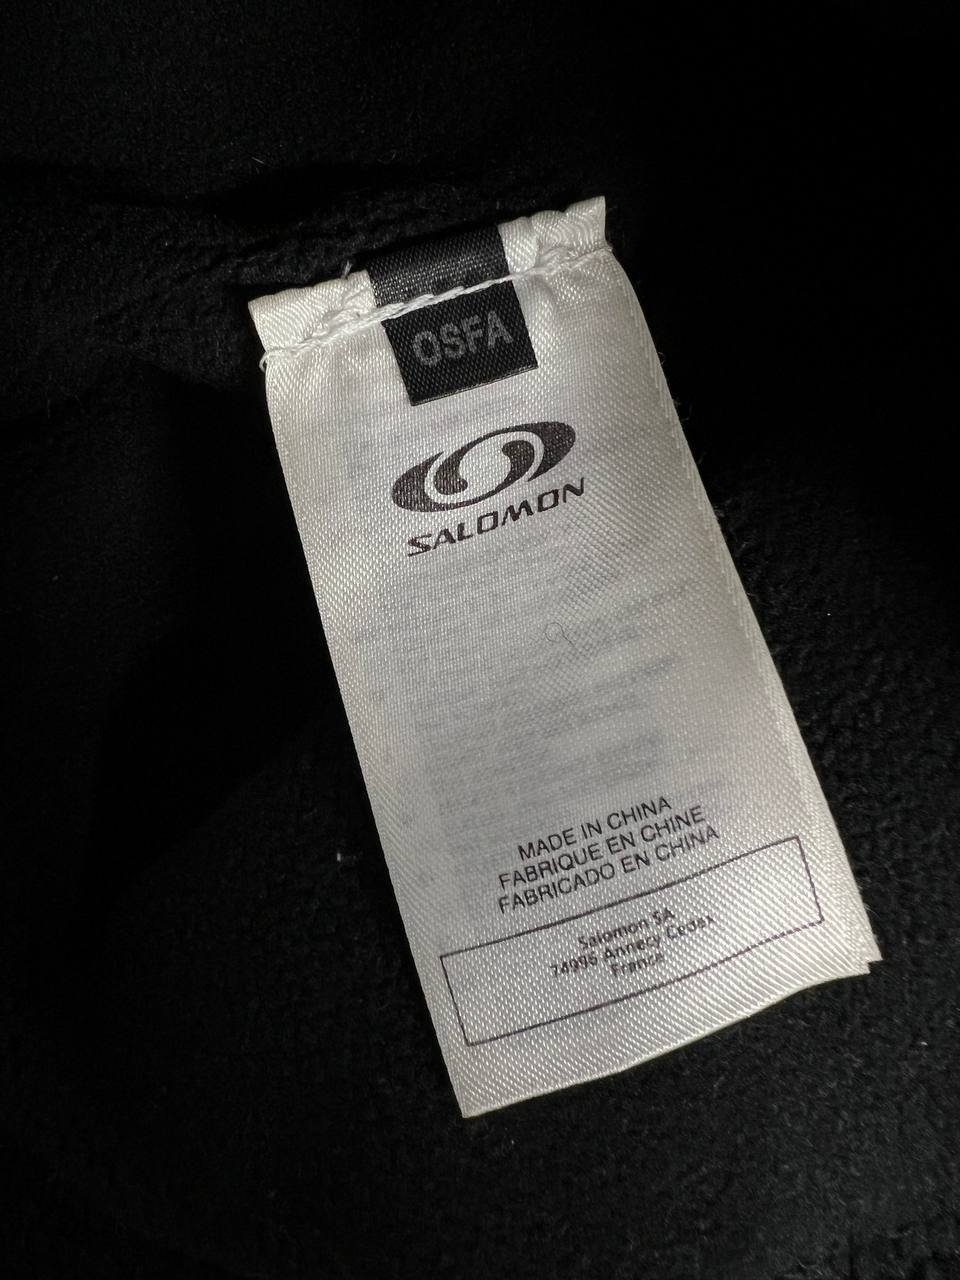 OSFA
SALOMON
MADE IN CHINA
FABRIQUE EN CHINE
FABRICADO EN CHINA
Salomon SA
74996 Annecy Cedex
France